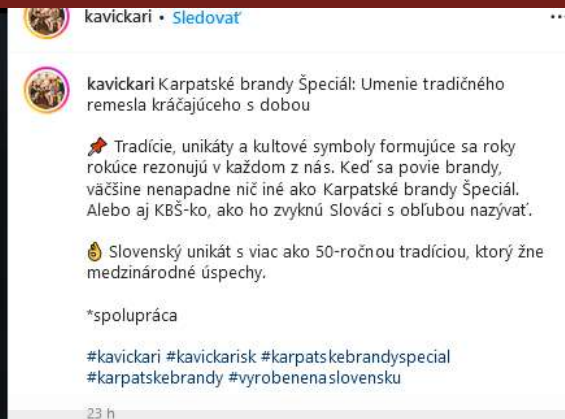 kavickari • Sledovať
kavickari Karpatské brandy Špeciál: Umenie tradičného
remesla kráčajúceho s dobou
📌 Tradície, unikáty a kultové symboly formujúce sa roky
rokúce rezonujú v každom z nás. Keď sa povie brandy,
väčšine nenapadne nič iné ako Karpatské brandy Špeciál.
Alebo aj KBŠ-ko, ako ho zvyknú Slováci s obľubou nazývať.
👌 Slovenský unikát s viac ako 50-ročnou tradíciou, ktorý žne
medzinárodné úspechy.
*spolupráca
#kavickari #kavickarisk #karpatskebrandyspecial
#karpatskebrandy #vyrobenenaslovensku
23 h